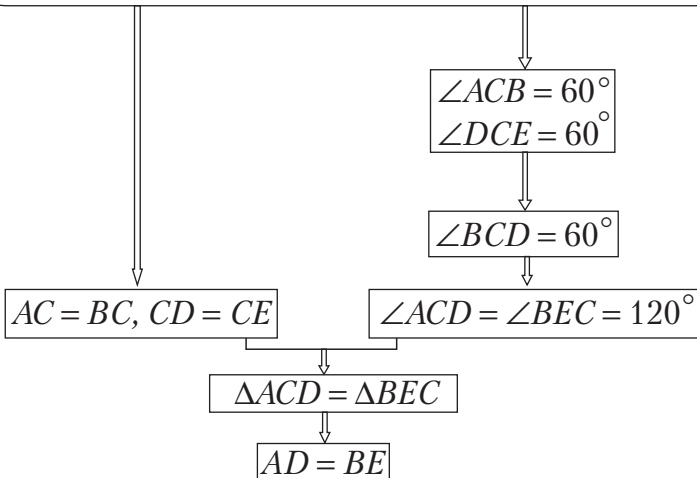 ∠ACB = 60°
∠DCE = 60°
∠BCD = 60°
AC = BC, CD = CE
∠ACD = ∠BEC = 120°
ΔACD = ΔBEC
AD = BE